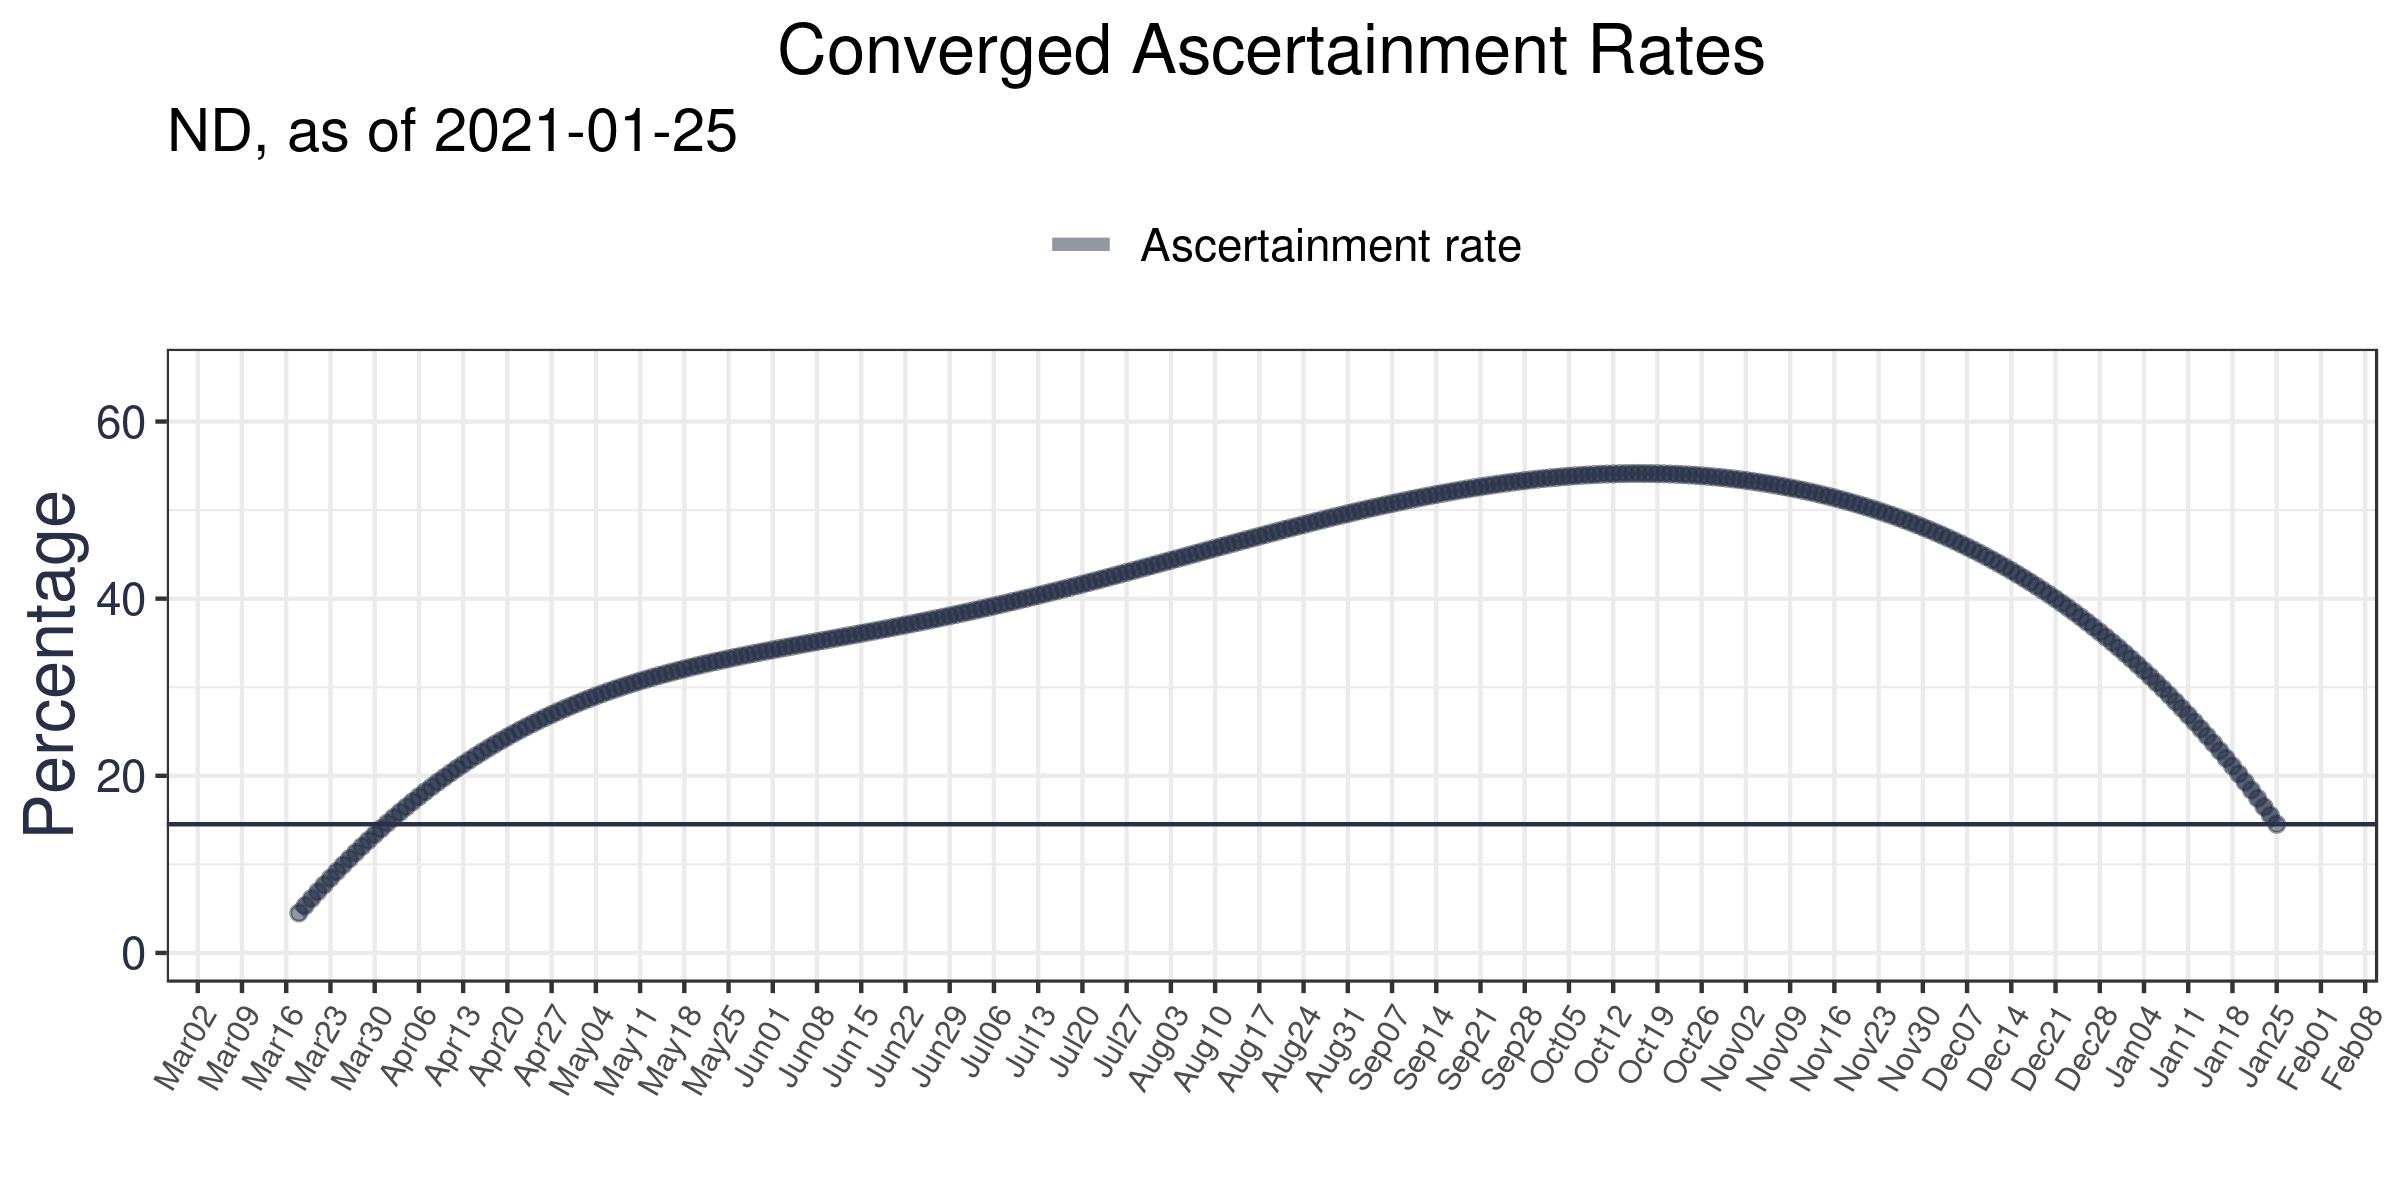 Converged Ascertainment Rates
ND, as of 2021-01-25
Ascertainment rate
Percentage
60
40
20
0
Mar02 Mar09 Mar16 Mar23 Mar30 Apr06 Apr13 Apr20 Apr27 May04 May11 May18 May25 Jun01 Jun08 Jun15 Jun22 Jun29 Jul06 Jul13 Jul20 Jul27 Aug03 Aug10 Aug17 Aug24 Aug31 Sep07 Sep14 Sep21 Sep28 Oct05 Oct12 Oct19 Oct26 Nov02 Nov09 Nov16 Nov23 Nov30 Dec07 Dec14 Dec21 Dec28 Jan04 Jan11 Jan18 Jan25 Feb01 Feb08